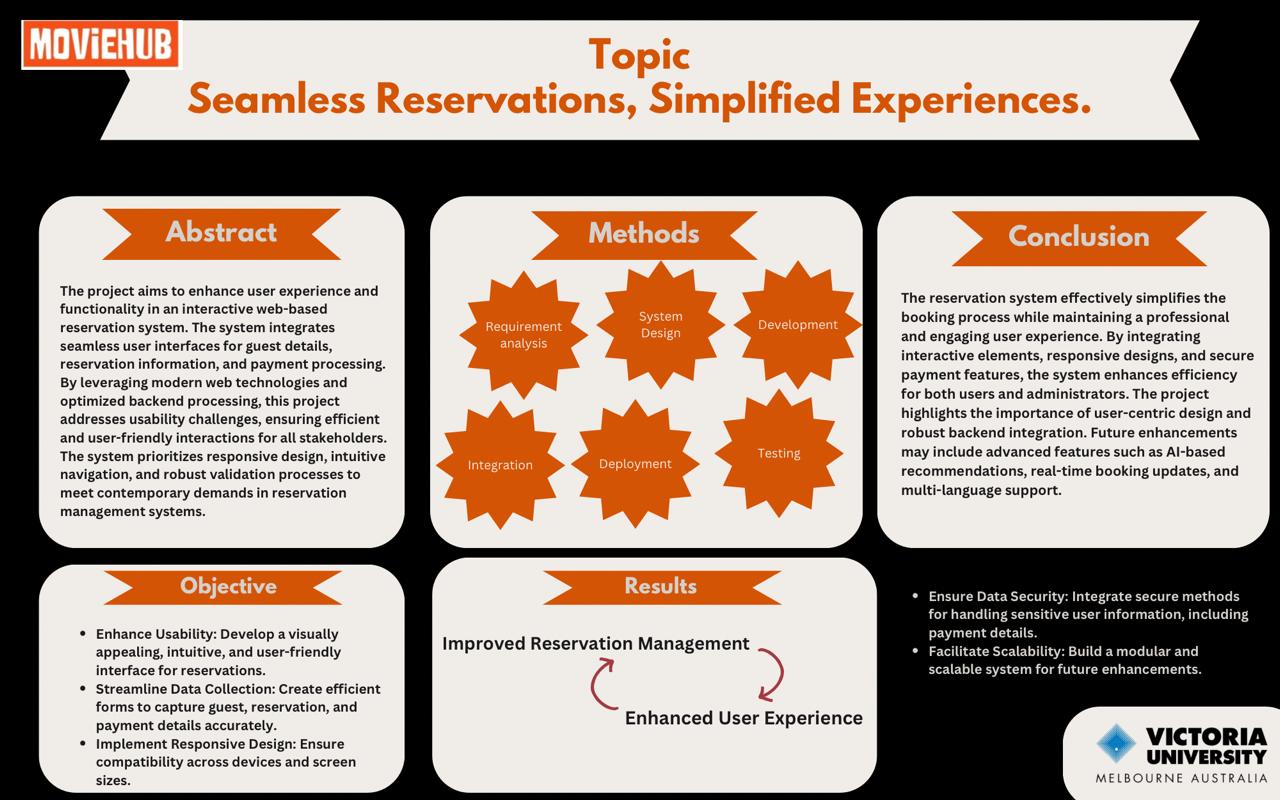 MOViEHUB
Topic
Seamless Reservations, Simplified Experiences.
Abstract
The project aims to enhance user experience and
functionality in an interactive web-based
reservation system. The system integrates
seamless user interfaces for guest details,
reservation information, and payment processing.
By leveraging modern web technologies and
optimized backend processing, this project
addresses usability challenges, ensuring efficient
and user-friendly interactions for all stakeholders.
The system prioritizes responsive design, intuitive
navigation, and robust validation processes to
meet contemporary demands in reservation
management systems.
Methods
Requirement
analysis
System
Design
Development
Integration
Deployment
Testing
Conclusion
The reservation system effectively simplifies the
booking process while maintaining a professional
and engaging user experience. By integrating
interactive elements, responsive designs, and secure
payment features, the system enhances efficiency
for both users and administrators. The project
highlights the importance of user-centric design and
robust backend integration. Future enhancements
may include advanced features such as AI-based
recommendations, real-time booking updates, and
multi-language support.
Objective
• Enhance Usability: Develop a visually
appealing, intuitive, and user-friendly
interface for reservations.
• Streamline Data Collection: Create efficient
forms to capture guest, reservation, and
payment details accurately.
• Implement Responsive Design: Ensure
compatibility across devices and screen
sizes.
Results
Improved Reservation Management
Enhanced User Experience
• Ensure Data Security: Integrate secure methods
for handling sensitive user information, including
payment details.
• Facilitate Scalability: Build a modular and
scalable system for future enhancements.
VICTORIA
UNIVERSITY
MELBOURNE AUSTRALIA